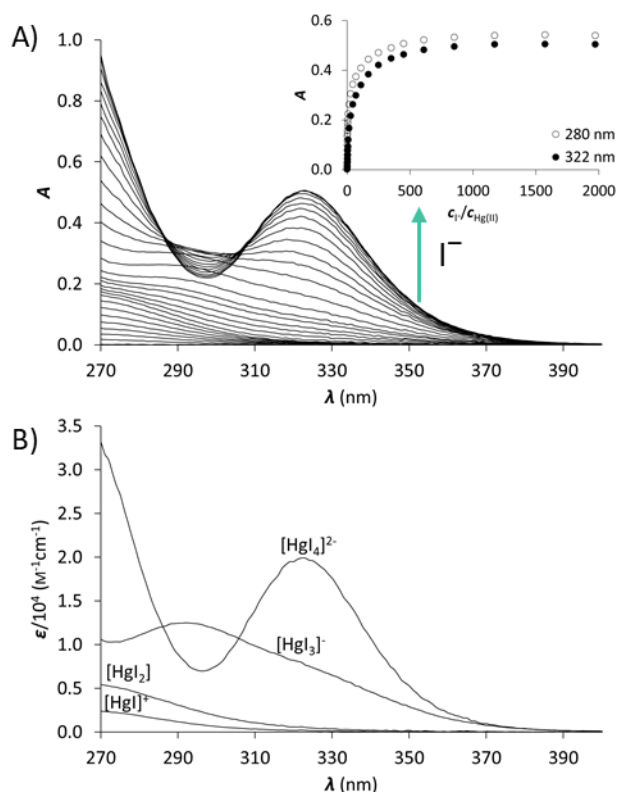 A)
1.0
0.8
0.6
0.4
0.2
0.0
A
270 290 310 330 350 370 390
λ (nm)
0.6
0.4
0.2
0.0
A
○ 280 nm
● 322 nm
0 500 1000 1500 2000
c_I⁻/c_Hg(II)
I⁻
B)
3.5
3.0
2.5
2.0
1.5
1.0
0.5
0.0
ε/10⁴ (M⁻¹cm⁻¹)
[HgI₄]²⁻
[HgI₃]⁻
[HgI₂]
[HgI]⁺
270 290 310 330 350 370 390
λ (nm)